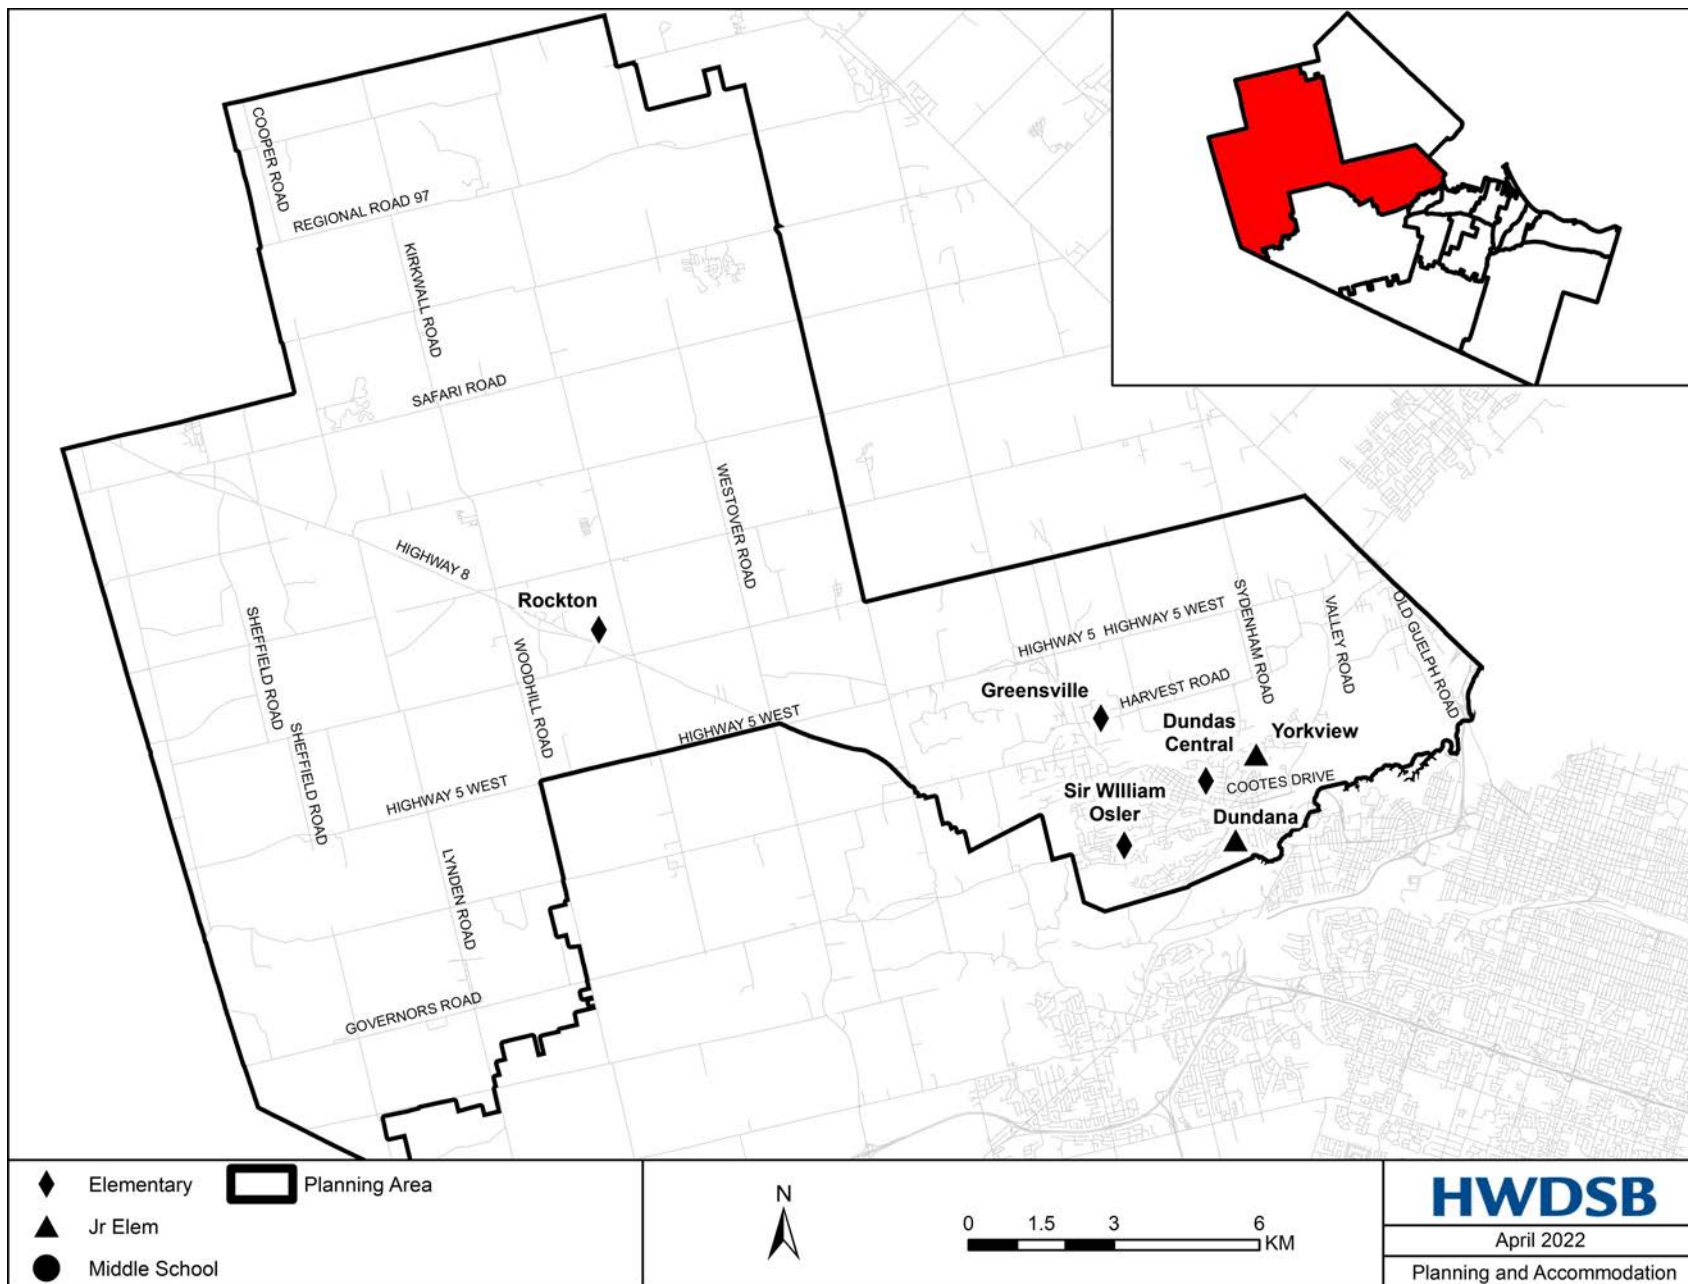 COOPER ROAD
REGIONAL ROAD 97
KIRKWALL ROAD
SAFARI ROAD
WESTOVER ROAD
HIGHWAY 8
Rockton
SHEFFIELD ROAD
WOODHILL ROAD
SHEFFIELD ROAD
HIGHWAY 5 WEST
HIGHWAY 5 WEST
LYNDEN ROAD
GOVERNORS ROAD
HIGHWAY 5
HIGHWAY 5 WEST
SYDENHAM ROAD
VALLEY ROAD
OLD GUELPH ROAD
Greensville
HARVEST ROAD
Dundas
Central
Yorkview
COOTES DRIVE
Sir WIlliam
Osler
Dundana
Elementary
Planning Area
Jr Elem
Middle School
N
0 1.5 3 6
KM
HWDSB
April 2022
Planning and Accommodation